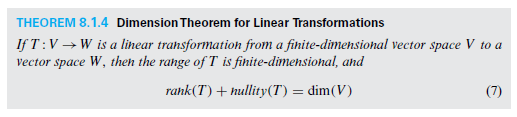 THEOREM 8.1.4 Dimension Theorem for Linear Transformations
If T : V → W is a linear transformation from a finite-dimensional vector space V to a
vector space W, then the range of T is finite-dimensional, and
rank(T) + nullity(T) = dim(V) (7)